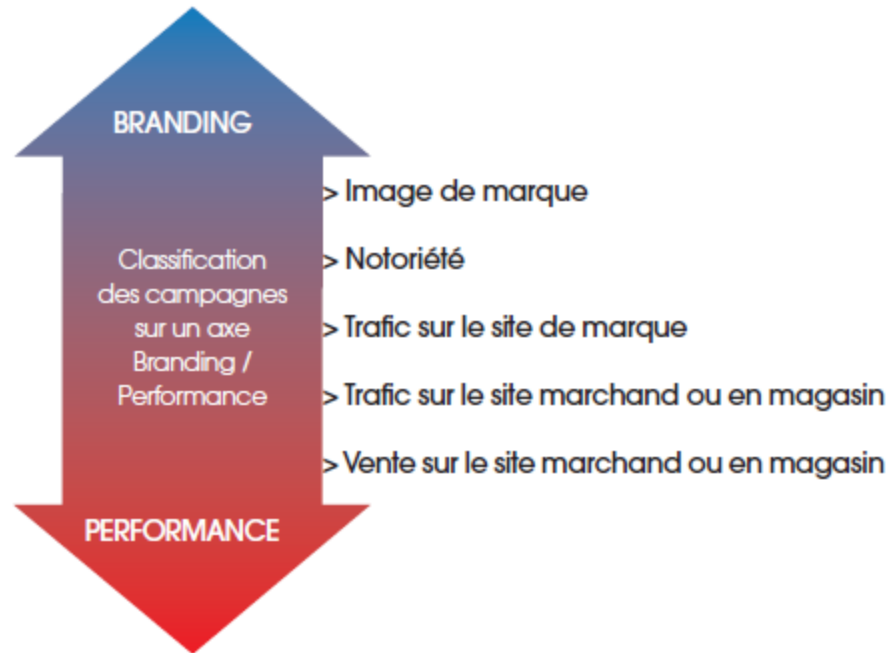 BRANDING
> Image de marque
> Notoriété
Classification
des campagnes
sur un axe
Branding /
Performance
> Trafic sur le site de marque
> Trafic sur le site marchand ou en magasin
> Vente sur le site marchand ou en magasin
PERFORMANCE